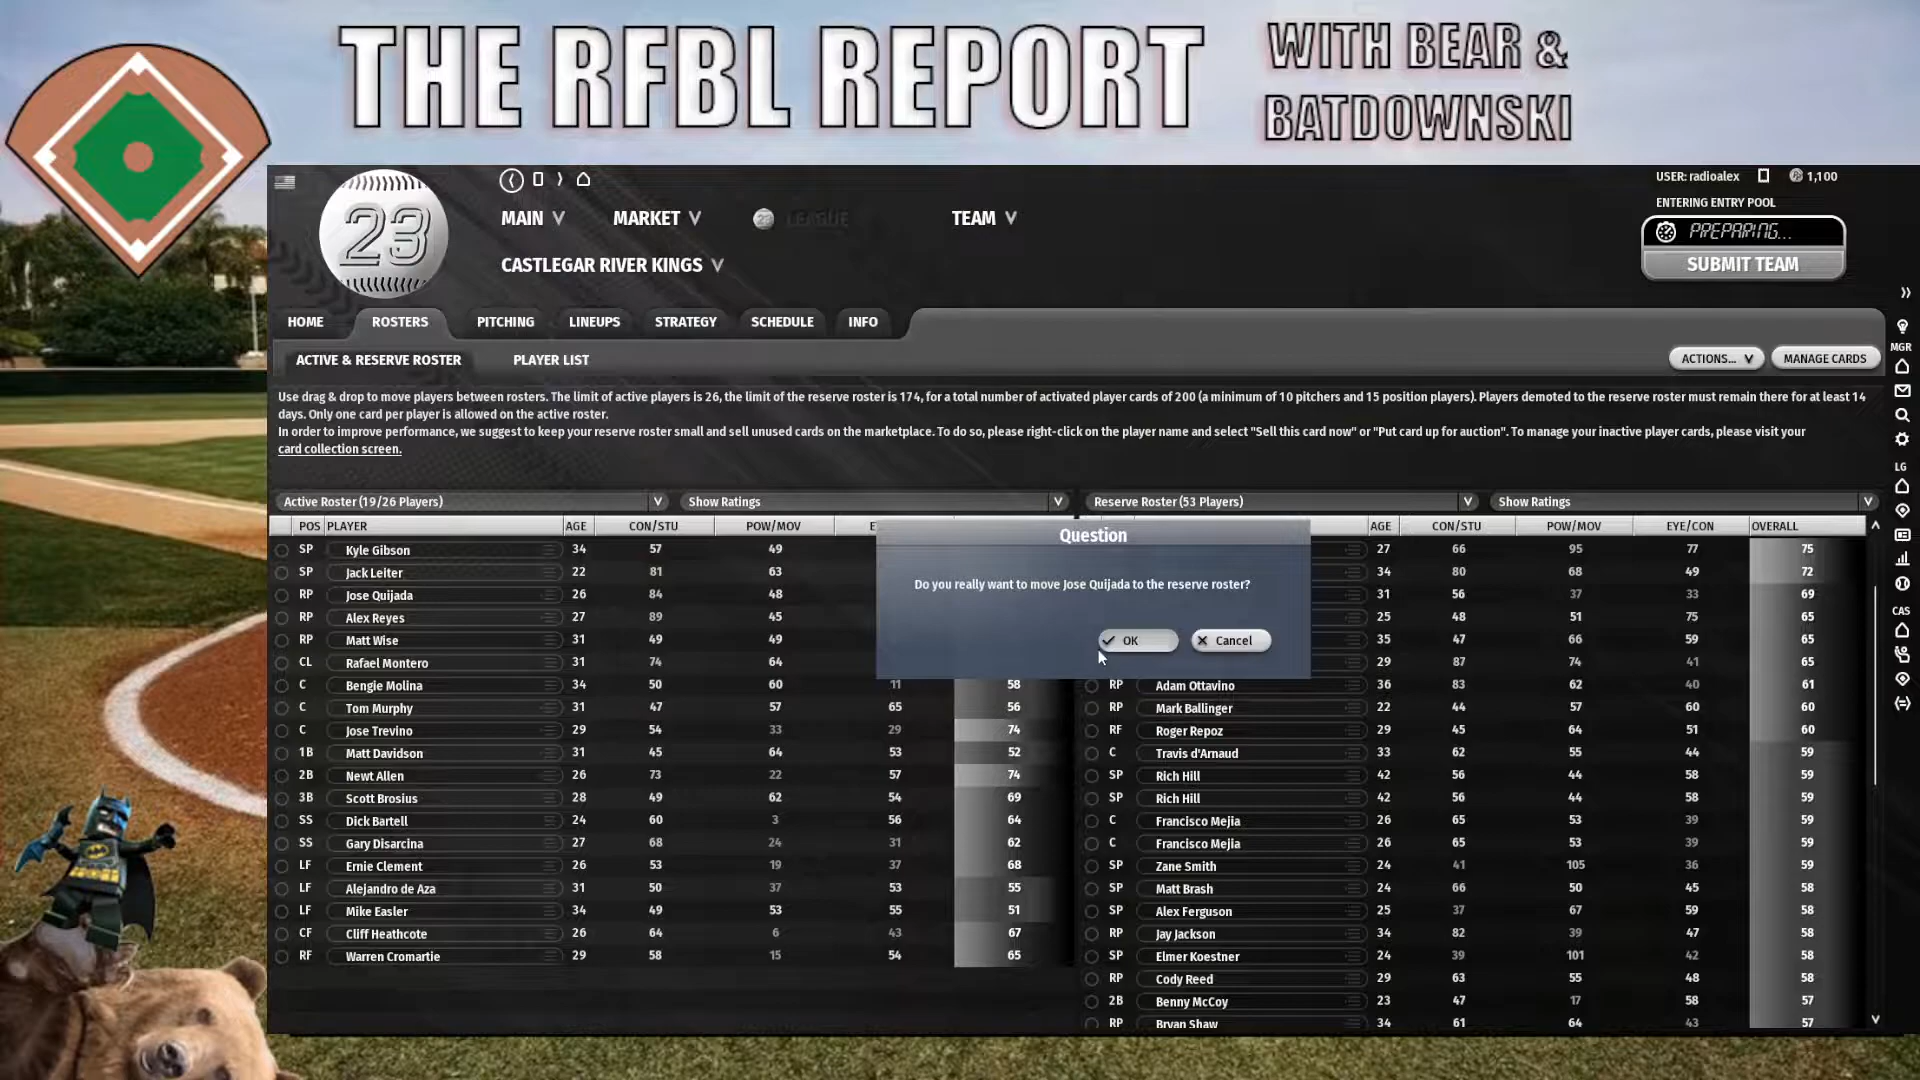 THE RFBL REPORT
WITH BEAR &
BATDOWNSKI
23
USER: radioalex
1,100
MAIN
MARKET
LEAGUE
TEAM
ENTERING ENTRY POOL
PREPARING...
SUBMIT TEAM
CASTLEGAR RIVER KINGS
HOME
ROSTERS
PITCHING
LINEUPS
STRATEGY
SCHEDULE
INFO
ACTIVE & RESERVE ROSTER
PLAYER LIST
ACTIONS...
MANAGE CARDS
Use drag & drop to move players between rosters. The limit of active players is 26, the limit of the reserve roster is 174, for a total number of activated player cards of 200 (a minimum of 10 pitchers and 15 position players). Players demoted to the reserve roster must remain there for at least 14
days. Only one card per player is allowed on the active roster.
In order to improve performance, we suggest to keep your reserve roster small and sell unused cards on the marketplace. To do so, please right-click on the player name and select "Sell this card now" or "Put card up for auction". To manage your inactive player cards, please visit your
card collection screen.
Active Roster (19/26 Players)
Show Ratings
POS PLAYER AGE CON/STU POW/MOV E
SP Kyle Gibson 34 57 49
SP Jack Leiter 22 81 63
RP Jose Quijada 26 84 48
RP Alex Reyes 27 89 45
RP Matt Wise 31 49 49
CL Rafael Montero 31 74 64
C Bengie Molina 34 50 60 11 58
C Tom Murphy 31 47 57 65 56
C Jose Trevino 29 54 33 29 74
1B Matt Davidson 31 45 64 53 52
2B Newt Allen 26 73 22 57 74
3B Scott Brosius 28 49 62 54 69
SS Dick Bartell 24 60 3 56 64
SS Gary Disarcina 27 68 24 31 62
LF Ernie Clement 26 53 19 37 68
LF Alejandro de Aza 31 50 37 53 55
LF Mike Easler 34 49 53 55 51
CF Cliff Heathcote 26 64 6 43 67
RF Warren Cromartie 29 58 15 54 65
Question
Do you really want to move Jose Quijada to the reserve roster?
OK
Cancel
Reserve Roster (53 Players)
Show Ratings
AGE CON/STU POW/MOV EYE/CON OVERALL
27 66 95 77 75
34 80 68 49 72
31 56 37 33 69
25 48 51 75 65
35 47 66 59 65
29 87 74 41 65
RP Adam Ottavino 36 83 62 40 61
RP Mark Ballinger 22 44 57 60 60
RF Roger Repoz 29 45 64 51 60
C Travis d'Arnaud 33 62 55 44 59
SP Rich Hill 42 56 44 58 59
SP Rich Hill 42 56 44 58 59
C Francisco Mejia 26 65 53 39 59
C Francisco Mejia 26 65 53 39 59
SP Zane Smith 24 41 105 36 59
SP Matt Brash 24 66 50 45 58
SP Alex Ferguson 25 37 67 59 58
RP Jay Jackson 34 82 39 47 58
SP Elmer Koestner 24 39 101 42 58
RP Cody Reed 29 63 55 48 58
2B Benny McCoy 23 47 17 58 57
RP Bryan Shaw 34 61 64 43 57
MGR
LG
CAS